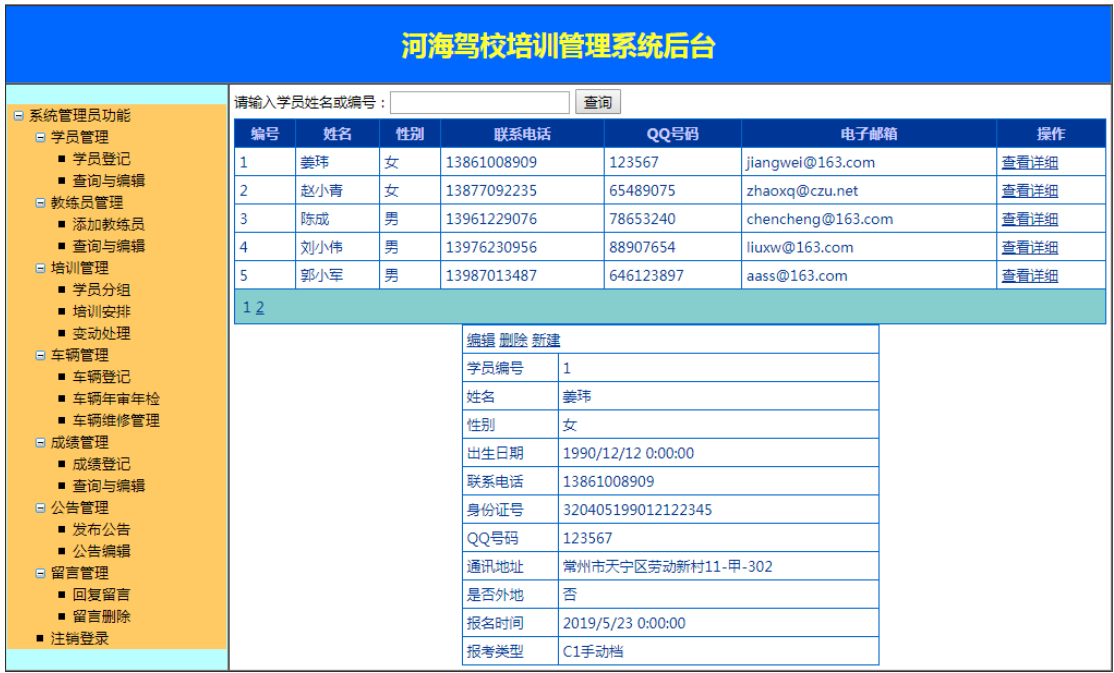 河海驾校培训管理系统后台
系统管理员功能
学员管理
学员登记
查询与编辑
教练员管理
添加教练员
查询与编辑
培训管理
学员分组
培训安排
变动处理
车辆管理
车辆登记
车辆年审年检
车辆维修管理
成绩管理
成绩登记
查询与编辑
公告管理
发布公告
公告编辑
留言管理
回复留言
留言删除
注销登录
请输入学员姓名或编号： 查询
编号 姓名 性别 联系电话 QQ号码 电子邮箱 操作
1 姜玮 女 13861008909 123567 jiangwei@163.com 查看详细
2 赵小青 女 13877092235 65489075 zhaoxq@czu.net 查看详细
3 陈成 男 13961229076 78653240 chencheng@163.com 查看详细
4 刘小伟 男 13976230956 88907654 liuxw@163.com 查看详细
5 郭小军 男 13987013487 646123897 aass@163.com 查看详细
1 2
编辑 删除 新建
学员编号 1
姓名 姜玮
性别 女
出生日期 1990/12/12 0:00:00
联系电话 13861008909
身份证号 320405199012122345
QQ号码 123567
通讯地址 常州市天宁区劳动新村11-甲-302
是否外地 否
报名时间 2019/5/23 0:00:00
报考类型 C1手动档